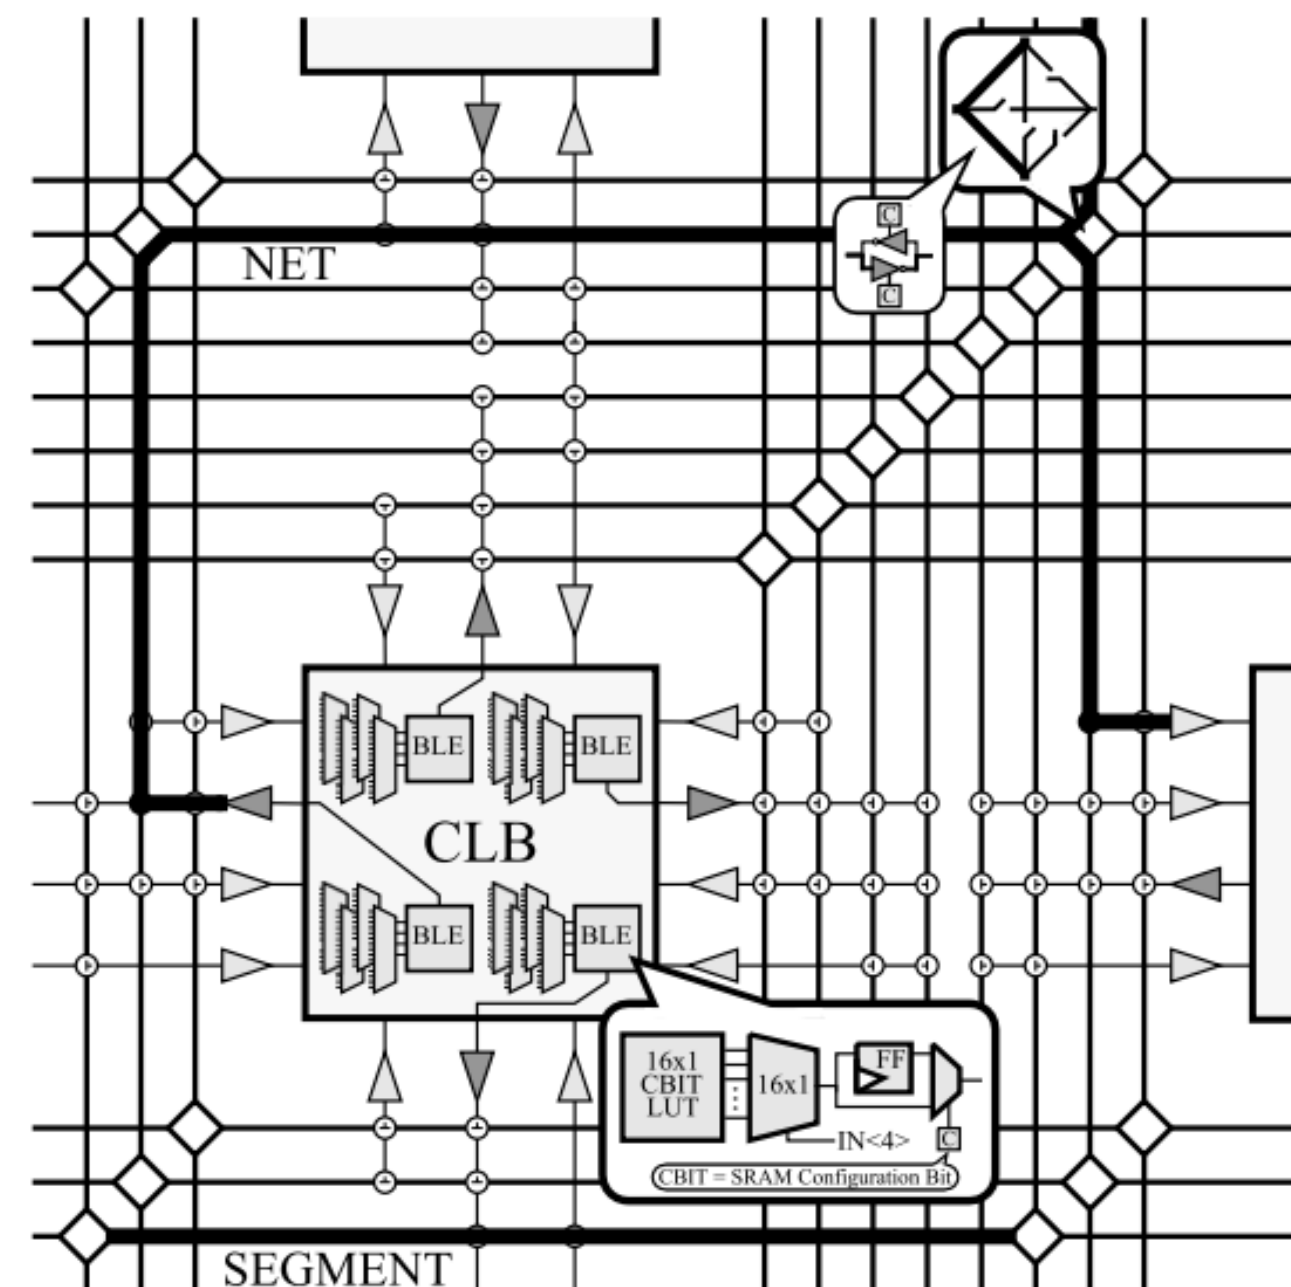 C
NET
C
BLE
BLE
CLB
BLE
BLE
16x1
CBIT
LUT
16x1
FF
IN<4>
C
CBIT = SRAM Configuration Bit
SEGMENT